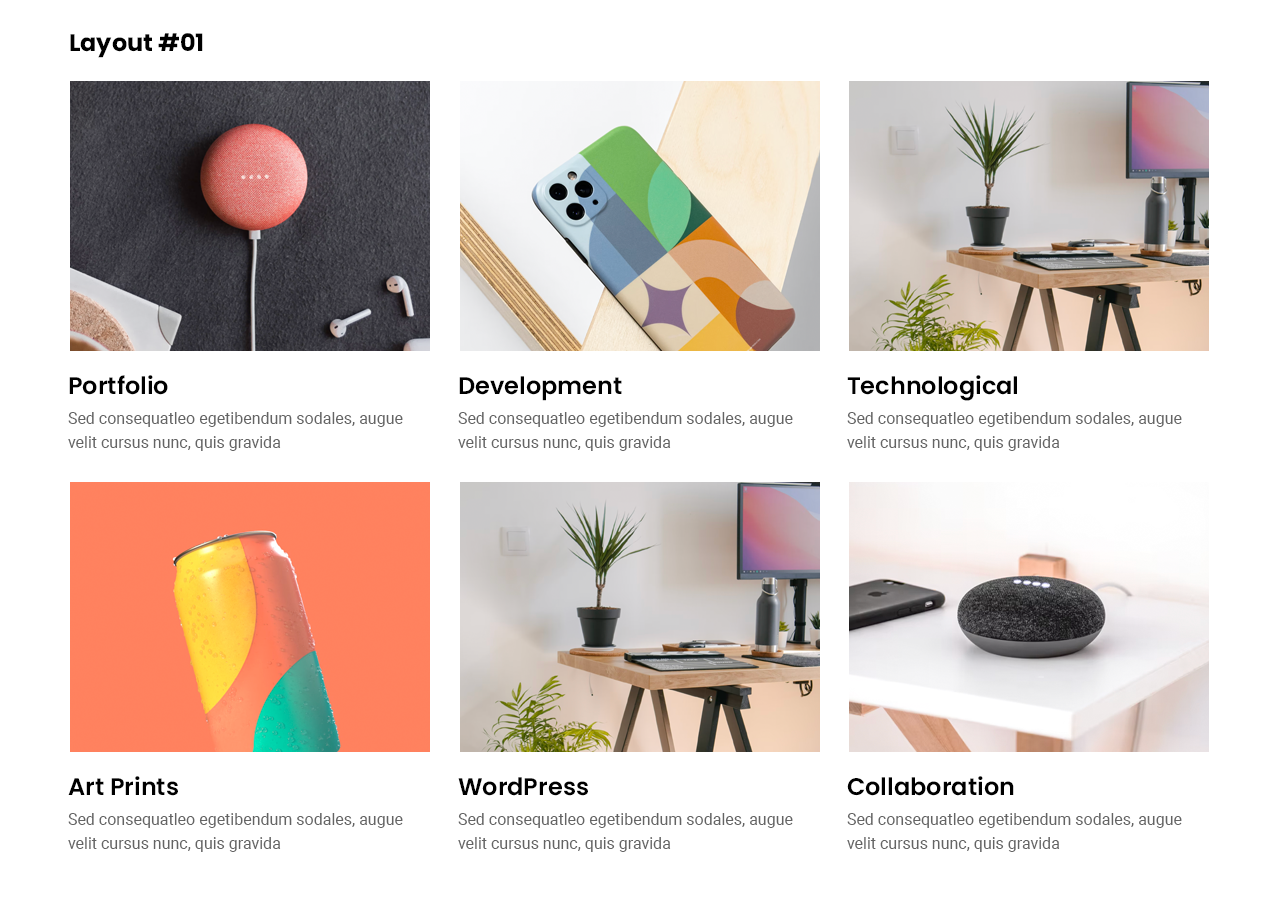 Layout #01
Portfolio
Sed consequatleo egetibendum sodales, augue
velit cursus nunc, quis gravida
Development
Sed consequatleo egetibendum sodales, augue
velit cursus nunc, quis gravida
Technological
Sed consequatleo egetibendum sodales, augue
velit cursus nunc, quis gravida
Art Prints
Sed consequatleo egetibendum sodales, augue
velit cursus nunc, quis gravida
WordPress
Sed consequatleo egetibendum sodales, augue
velit cursus nunc, quis gravida
Collaboration
Sed consequatleo egetibendum sodales, augue
velit cursus nunc, quis gravida